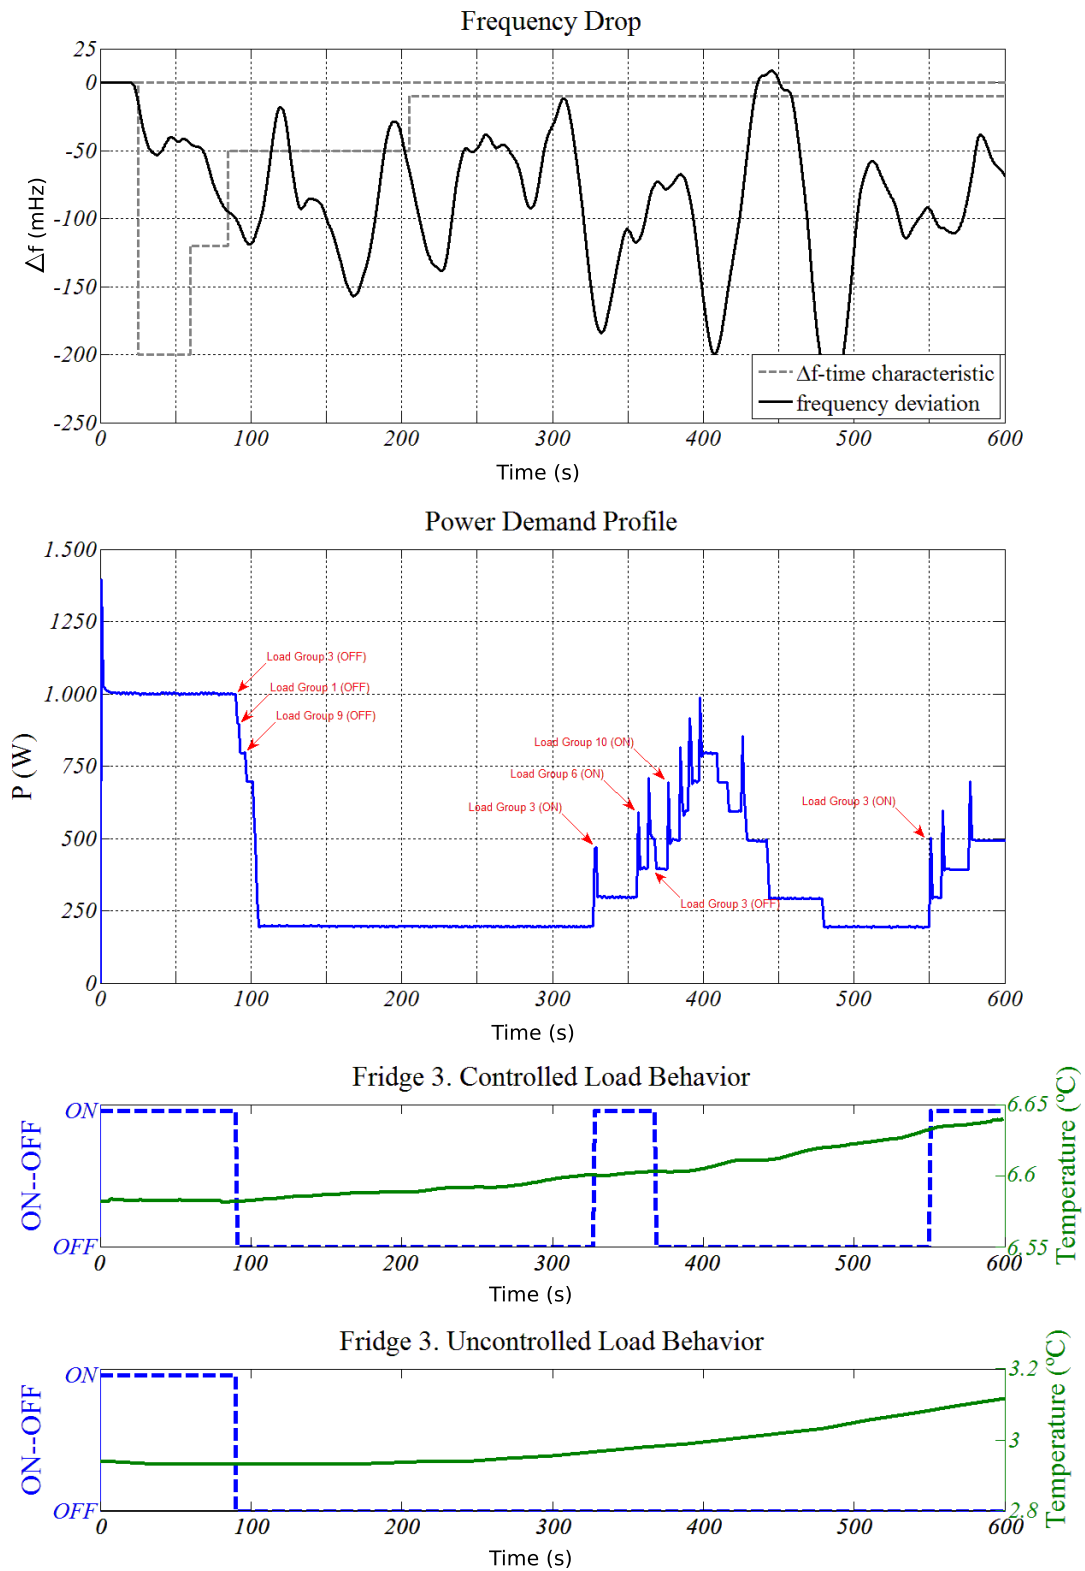 Frequency Drop
25
0
-50
-100
-150
-200
-250
Δf (mHz)
Δf-time characteristic
frequency deviation
0 100 200 300 400 500 600
Time (s)
Power Demand Profile
1.500
1250
1.000
750
500
250
0
P (W)
Load Group 3 (OFF)
Load Group 1 (OFF)
Load Group 9 (OFF)
Load Group 10 (ON)
Load Group 6 (ON)
Load Group 3 (ON)
Load Group 3 (ON)
Load Group 3 (OFF)
0 100 200 300 400 500 600
Time (s)
Fridge 3. Controlled Load Behavior
ON
OFF
ON--OFF
6.65
6.6
6.55
Temperature (ºC)
0 100 200 300 400 500 600
Time (s)
Fridge 3. Uncontrolled Load Behavior
ON
OFF
ON--OFF
3.2
3
2.8
Temperature (ºC)
0 100 200 300 400 500 600
Time (s)